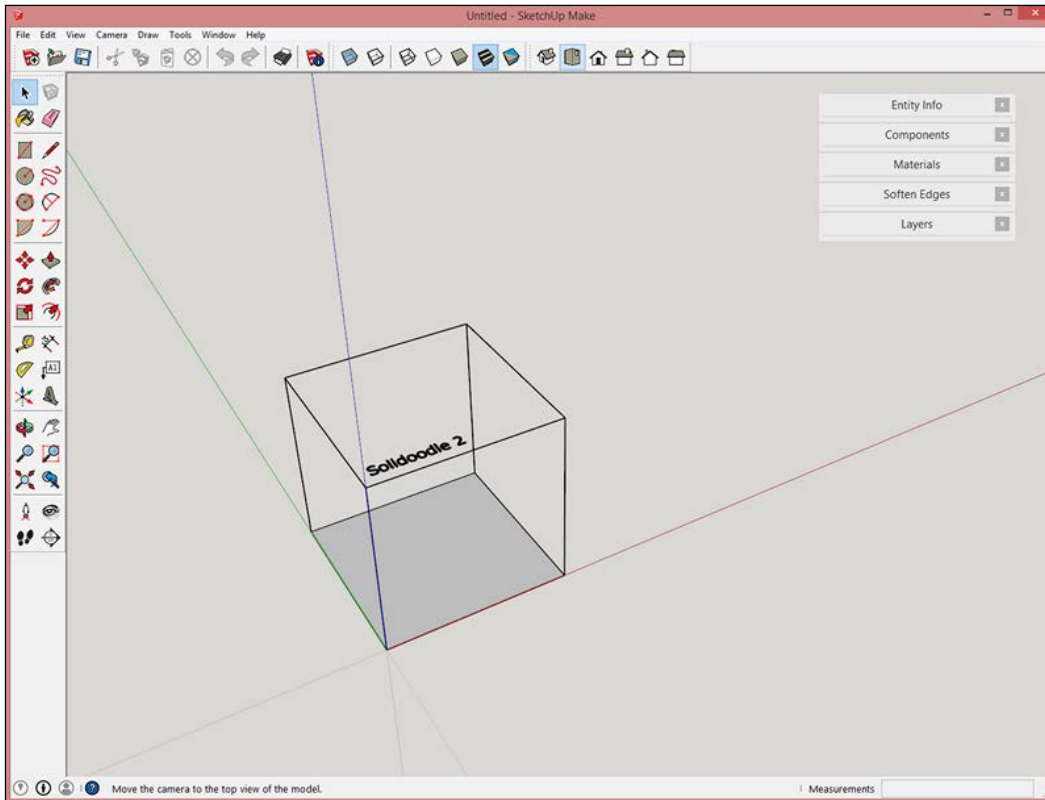 Untitled - SketchUp Make
File Edit View Camera Draw Tools Window Help
Entity Info
Components
Materials
Soften Edges
Layers
Solidoodle 2
Move the camera to the top view of the model.
Measurements